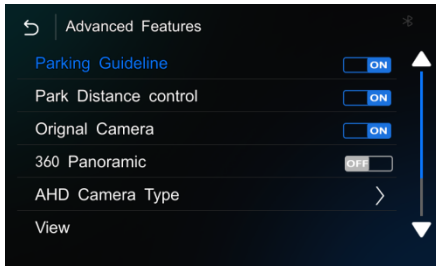 Advanced Features
Parking Guideline ON
Park Distance control ON
Orignal Camera ON
360 Panoramic OFF
AHD Camera Type
View